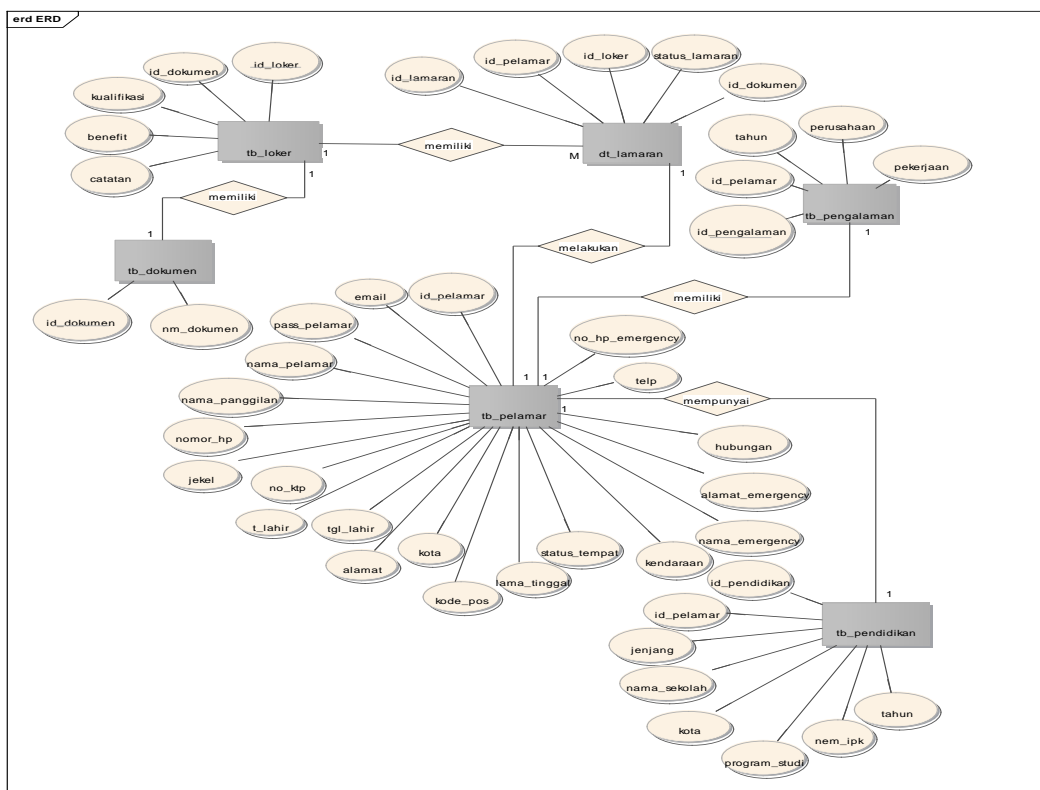 erd ERD
id_dokumen
id_loker
kualifikasi
benefit
catatan
tb_loker
1
1
memiliki
M
id_lamaran
id_pelamar
id_loker
status_lamaran
id_dokumen
dt_lamaran
1
tahun
perusahaan
pekerjaan
id_pelamar
id_pengalaman
tb_pengalaman
1
memiliki
1
tb_dokumen
id_dokumen
nm_dokumen
melakukan
memiliki
email
id_pelamar
pass_pelamar
nama_pelamar
nama_panggilan
nomor_hp
jekel
no_ktp
t_lahir
tgl_lahir
alamat
kota
kode_pos
lama_tinggal
status_tempat
kendaraan
nama_emergency
alamat_emergency
hubungan
telp
no_hp_emergency
1
1
1
tb_pelamar
mempunyai
1
id_pendidikan
id_pelamar
jenjang
nama_sekolah
kota
program_studi
nem_ipk
tahun
tb_pendidikan